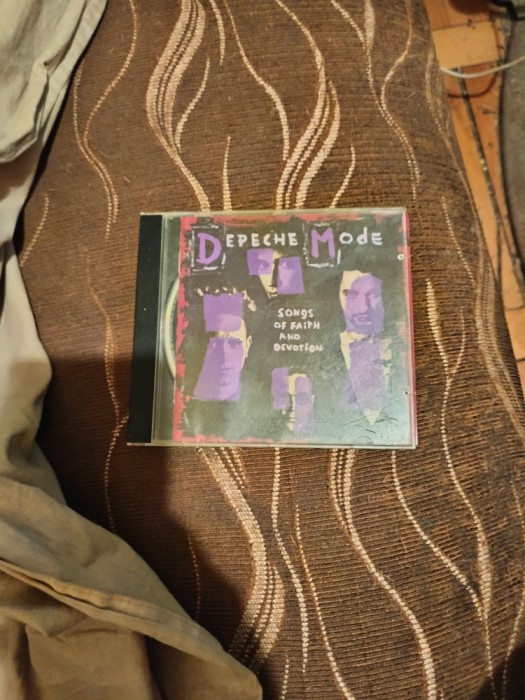 DEPECHE MODE
SONGS
OF FAITH
AND
DEVOTION